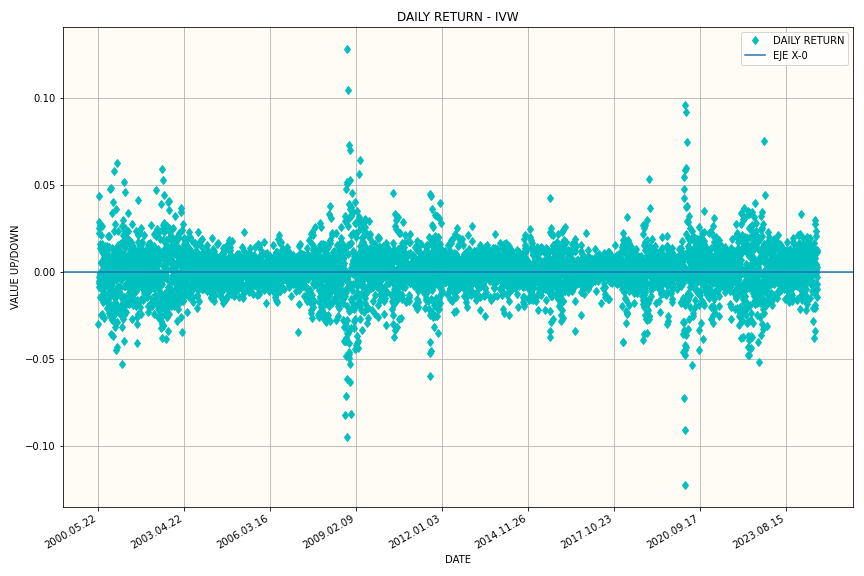 DAILY RETURN - IVW
DAILY RETURN
EJE X-0
VALUE UP/DOWN
0.10
0.05
0.00
−0.05
−0.10
2000.05.22
2003.04.22
2006.03.16
2009.02.09
2012.01.03
2014.11.26
2017.10.23
2020.09.17
2023.08.15
DATE